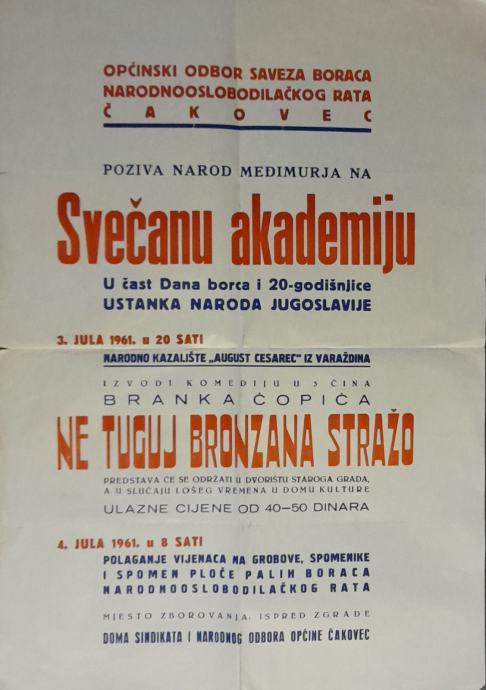 OPĆINSKI ODBOR SAVEZA BORACA
NARODNOOSLOBODILAČKOG RATA
ČAKOVEC
POZIVA NAROD MEĐIMURJA NA
Svečanu akademiju
U čast Dana borca i 20-godišnjice
USTANKA NARODA JUGOSLAVIJE
3. JULA 1961. u 20 SATI
NARODNO KAZALIŠTE „AUGUST CESAREC" IZ VARAŽDINA
IZVODI KOMEDIJU U 3 ČINA
BRANKA ĆOPIĆA
NE TUGUJ BRONZANA STRAŽO
PREDSTAVA ĆE SE ODRŽATI U DVORIŠTU STAROGA GRADA,
A U SLUČAJU LOŠEG VREMENA U DOMU KULTURE
ULAZNE CIJENE OD 40—50 DINARA
4. JULA 1961. u 8 SATI
POLAGANJE VIJENACA NA GROBOVE, SPOMENIKE
I SPOMEN PLOČE PALIH BORACA
NARODNOOSLOBODILAČKOG RATA
MJESTO ZBOROVANJA: ISPRED ZGRADE
DOMA SINDIKATA I NARODNOG ODBORA OPĆINE ČAKOVEC